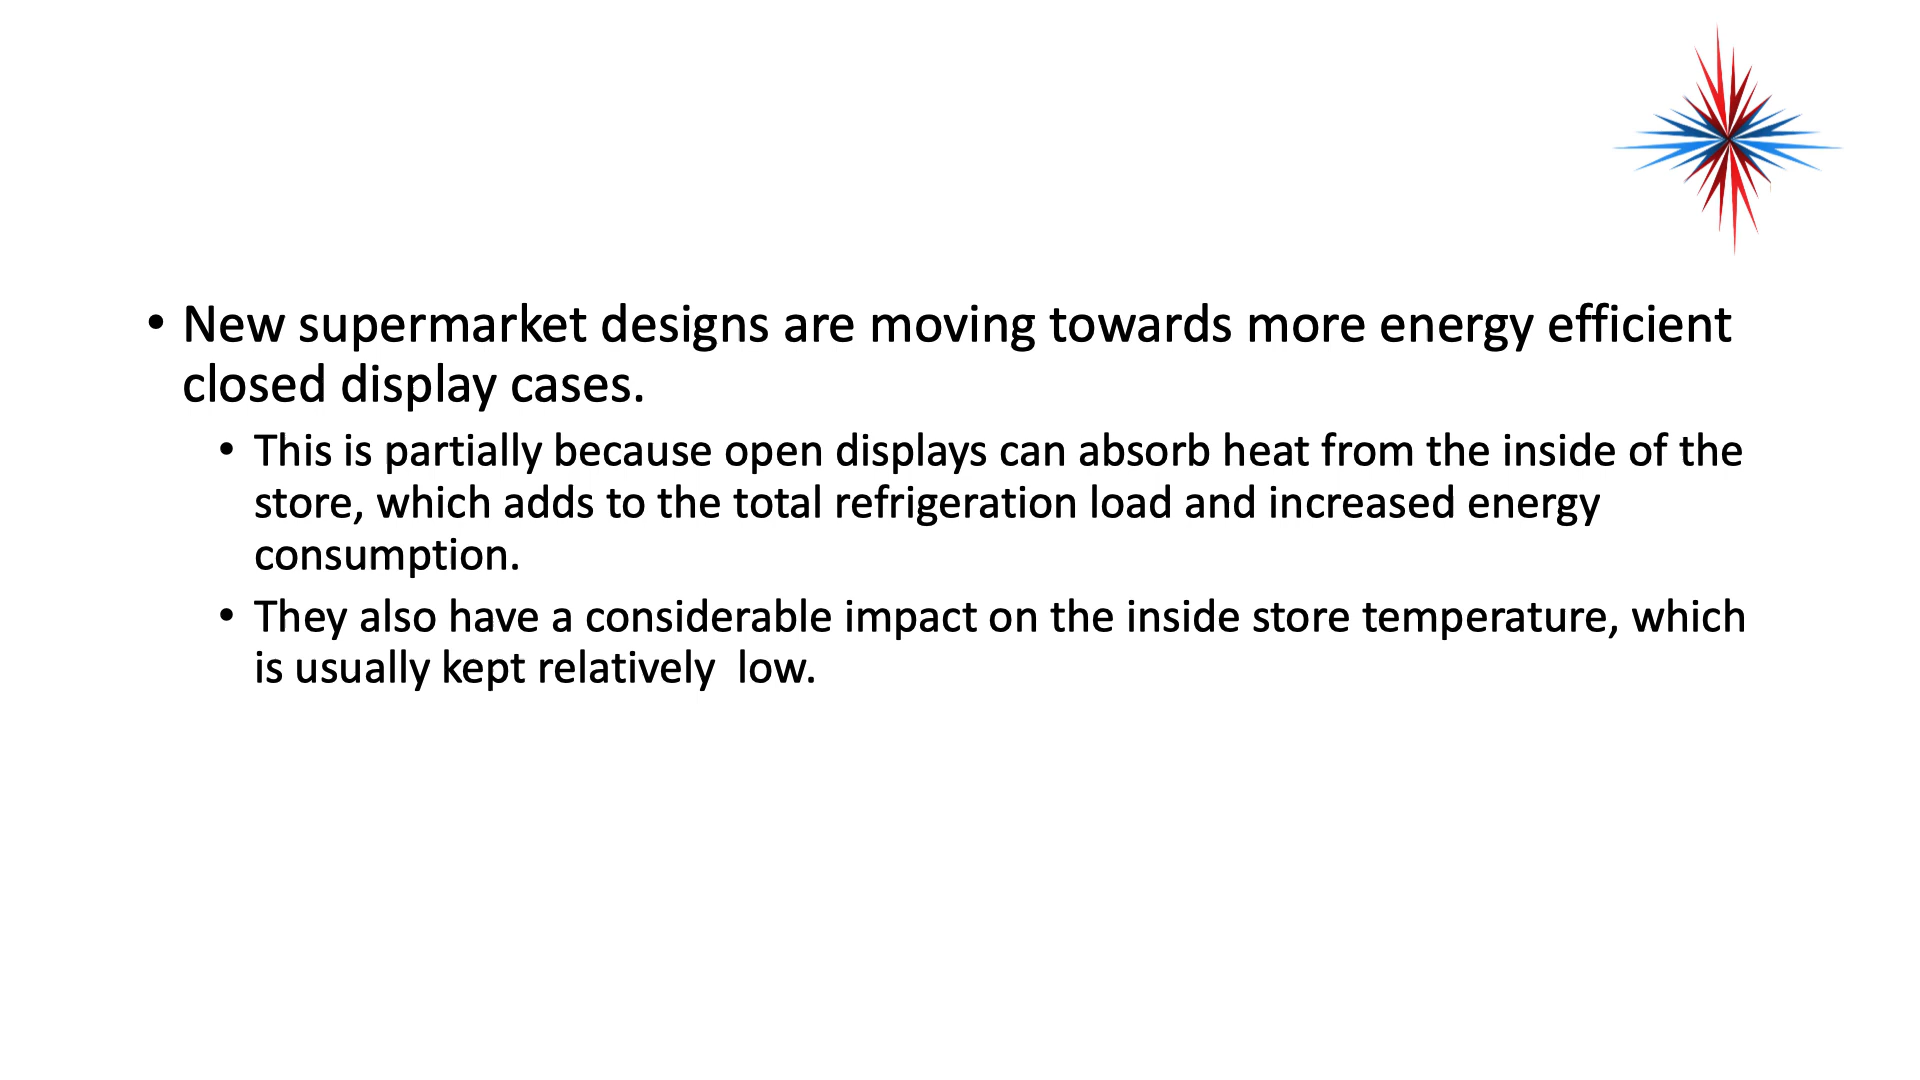 • New supermarket designs are moving towards more energy efficient
closed display cases.
• This is partially because open displays can absorb heat from the inside of the
store, which adds to the total refrigeration load and increased energy
consumption.
• They also have a considerable impact on the inside store temperature, which
is usually kept relatively  low.